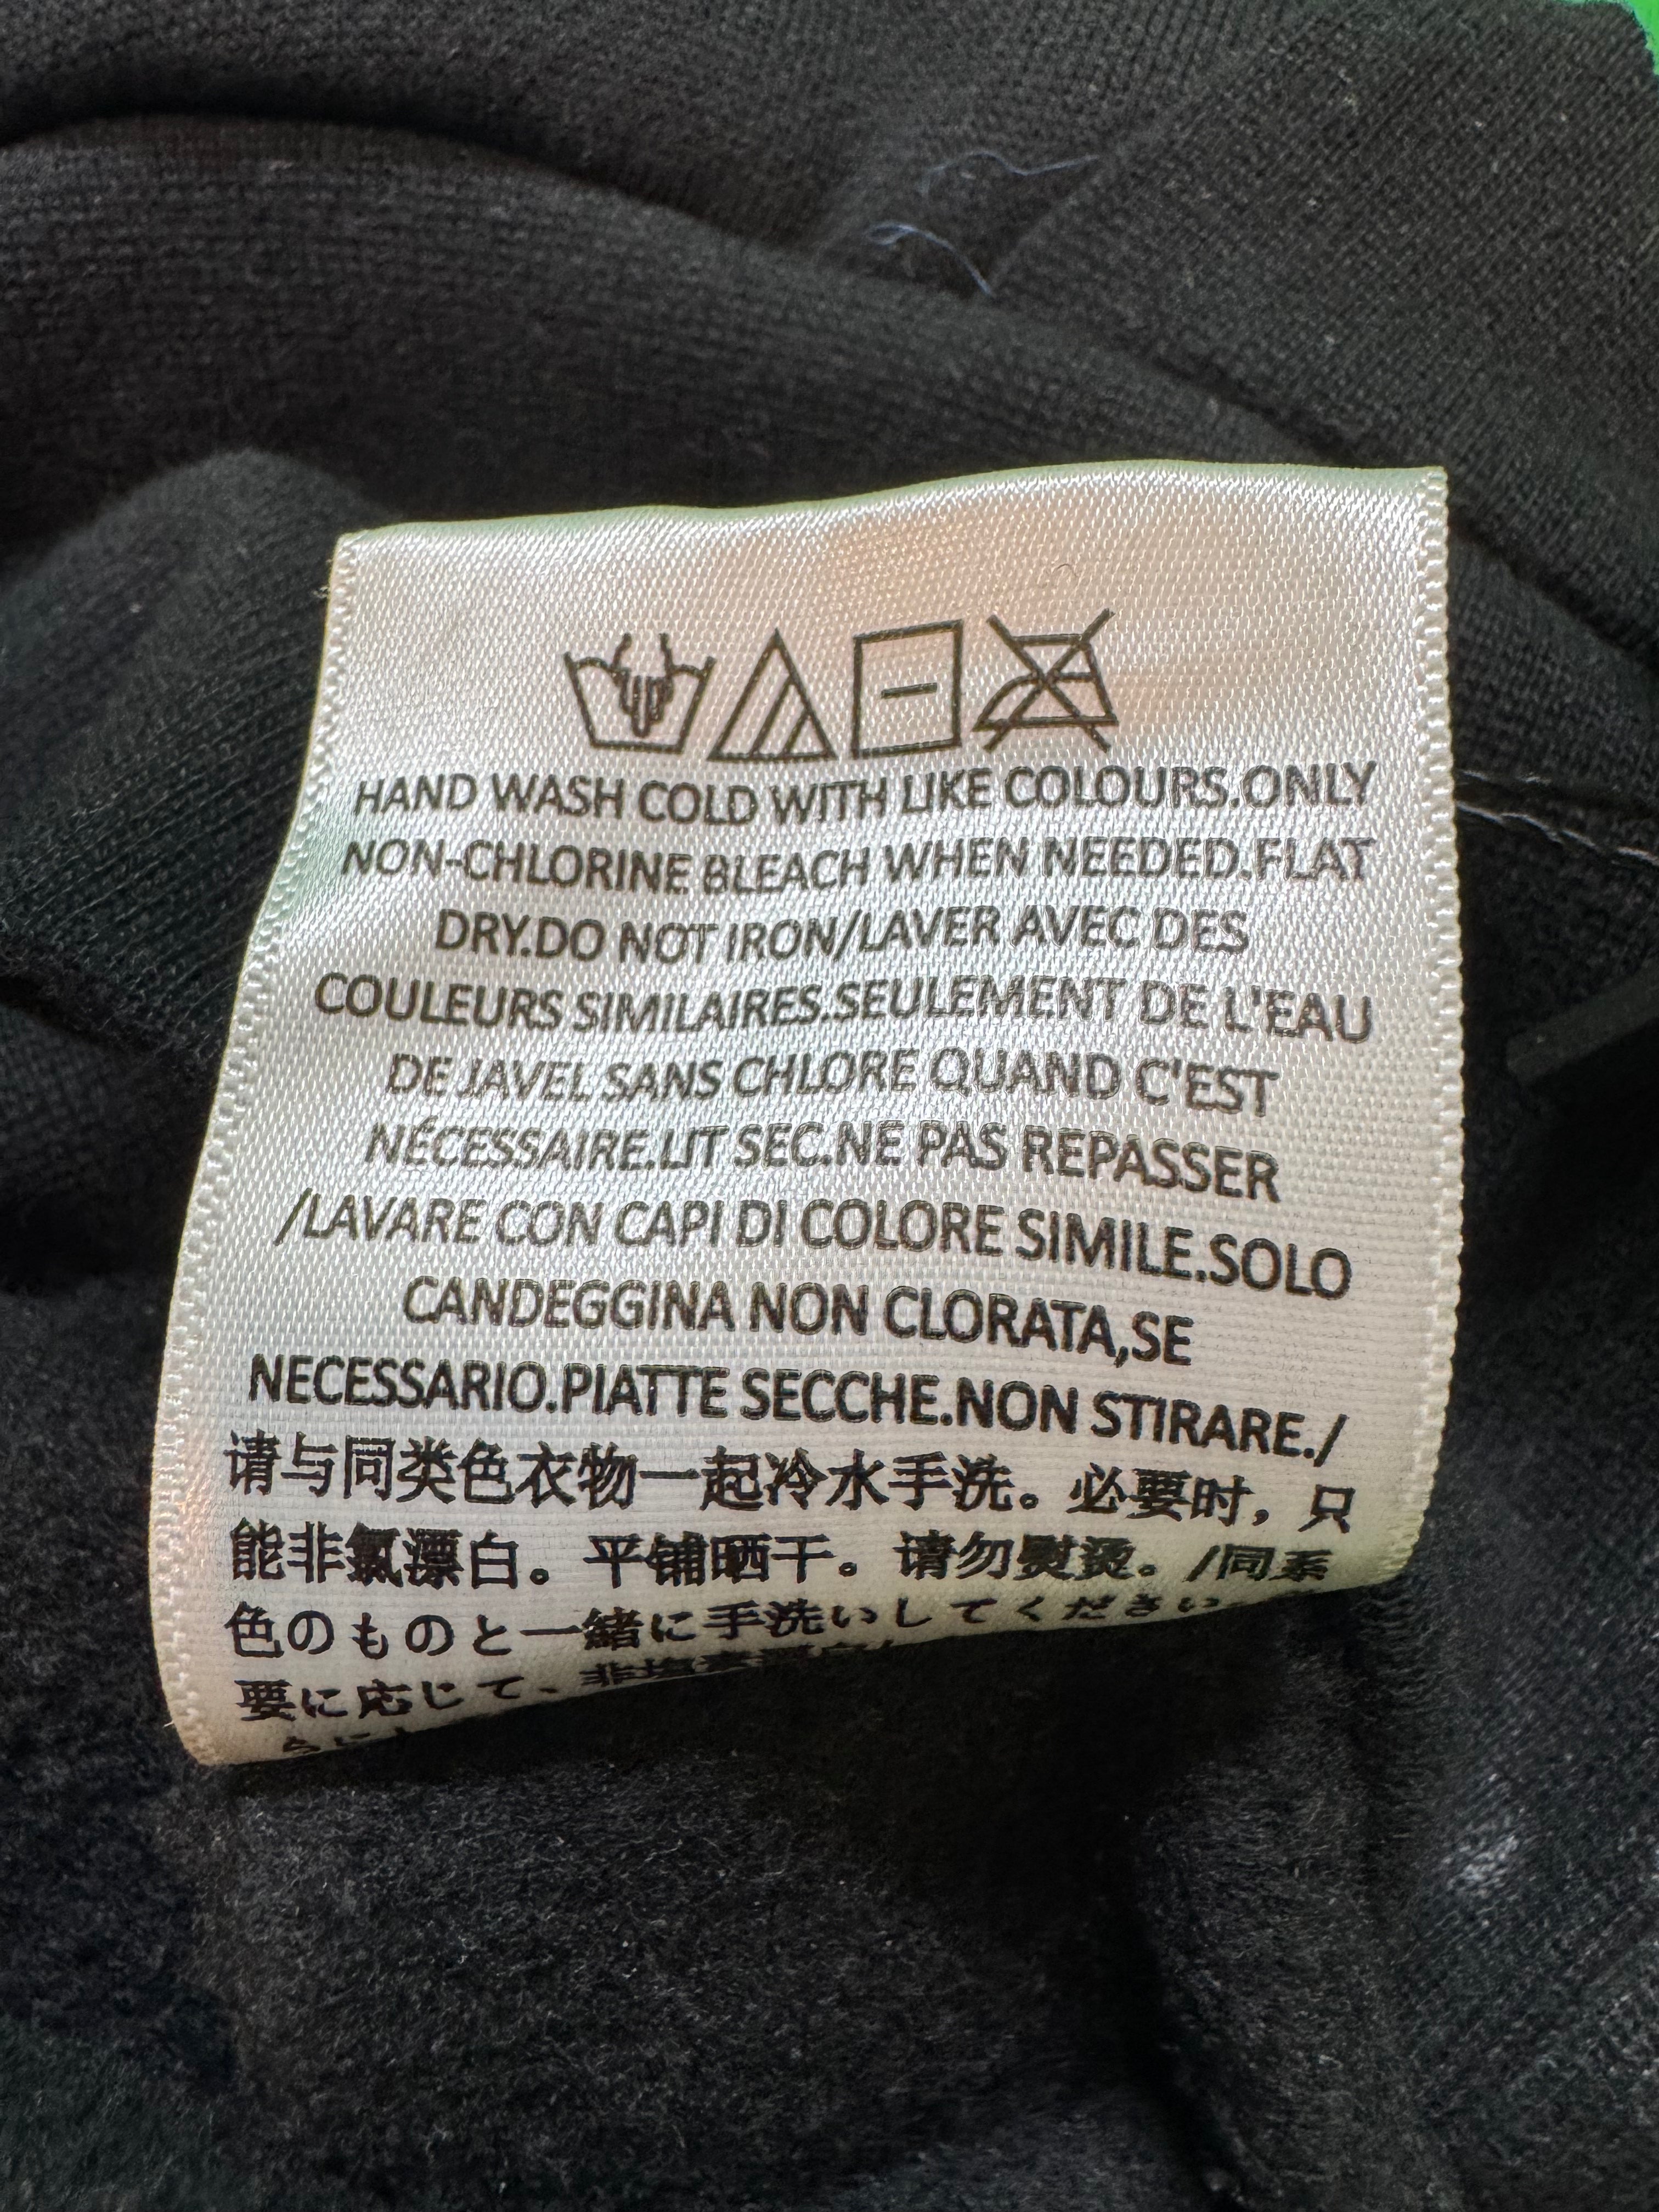 HAND WASH COLD WITH LIKE COLOURS.ONLY
NON-CHLORINE BLEACH WHEN NEEDED.FLAT
DRY.DO NOT IRON/LAVER AVEC DES
COULEURS SIMILAIRES.SEULEMENT DE L'EAU
DE JAVEL SANS CHLORE QUAND C'EST
NÉCESSAIRE.LIT SEC.NE PAS REPASSER
/LAVARE CON CAPI DI COLORE SIMILE.SOLO
CANDEGGINA NON CLORATA,SE
NECESSARIO.PIATTE SECCHE.NON STIRARE./
请与同类色衣物一起冷水手洗。必要时，只
能非氯漂白。平铺晒干。请勿熨烫。/同系
色のものと一緒に手洗いしてください
要に応じて、非塩素